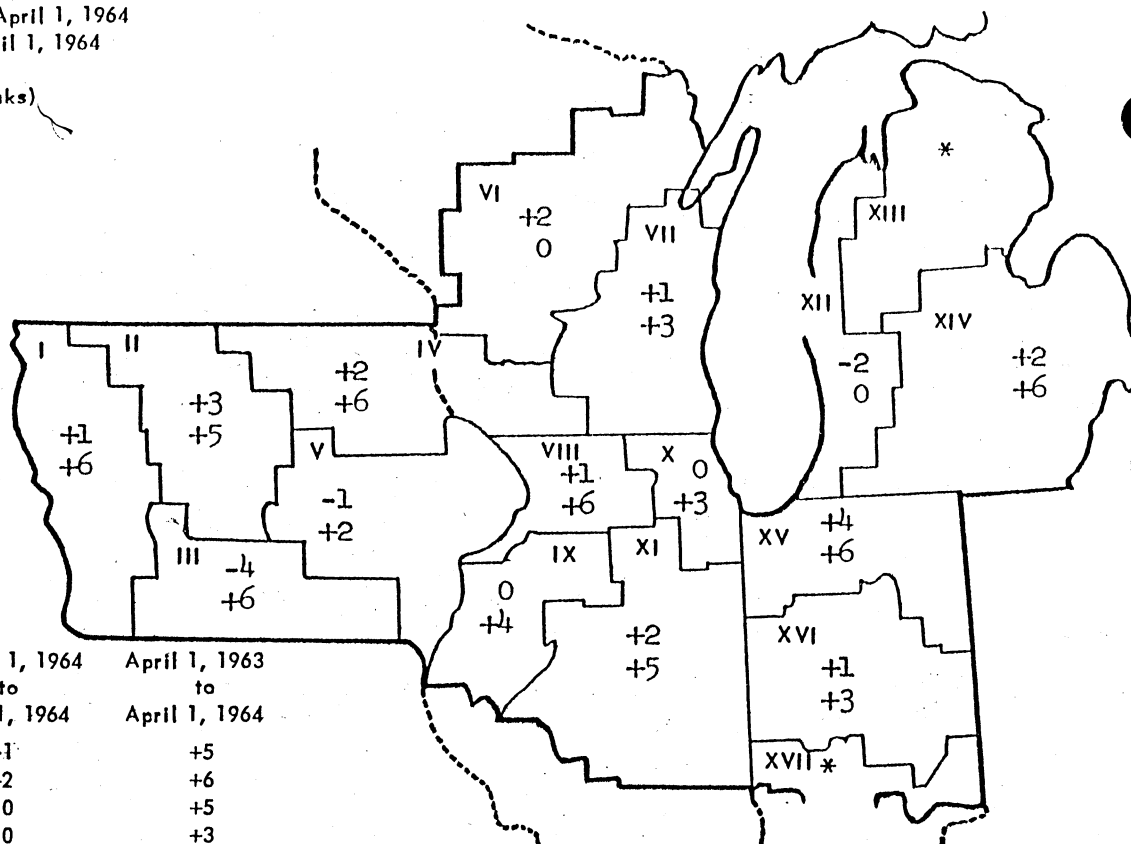 April 1, 1964
1, 1964
VI
+2
0
VII
+1
+3
*
XIII
XII
XIV
-2
0
+2
+6
I
II
IV
+1
+6
+3
+5
+2
+6
V
-1
+2
III
-4
+6
VIII
+1
+6
X
0
+3
IX
0
+4
XI
+2
+5
XV
+4
+6
XVI
+1
+3
XVII *
1, 1964 April 1, 1963
to to
1, 1964 April 1, 1964
+5
+6
0 +5
0 +3